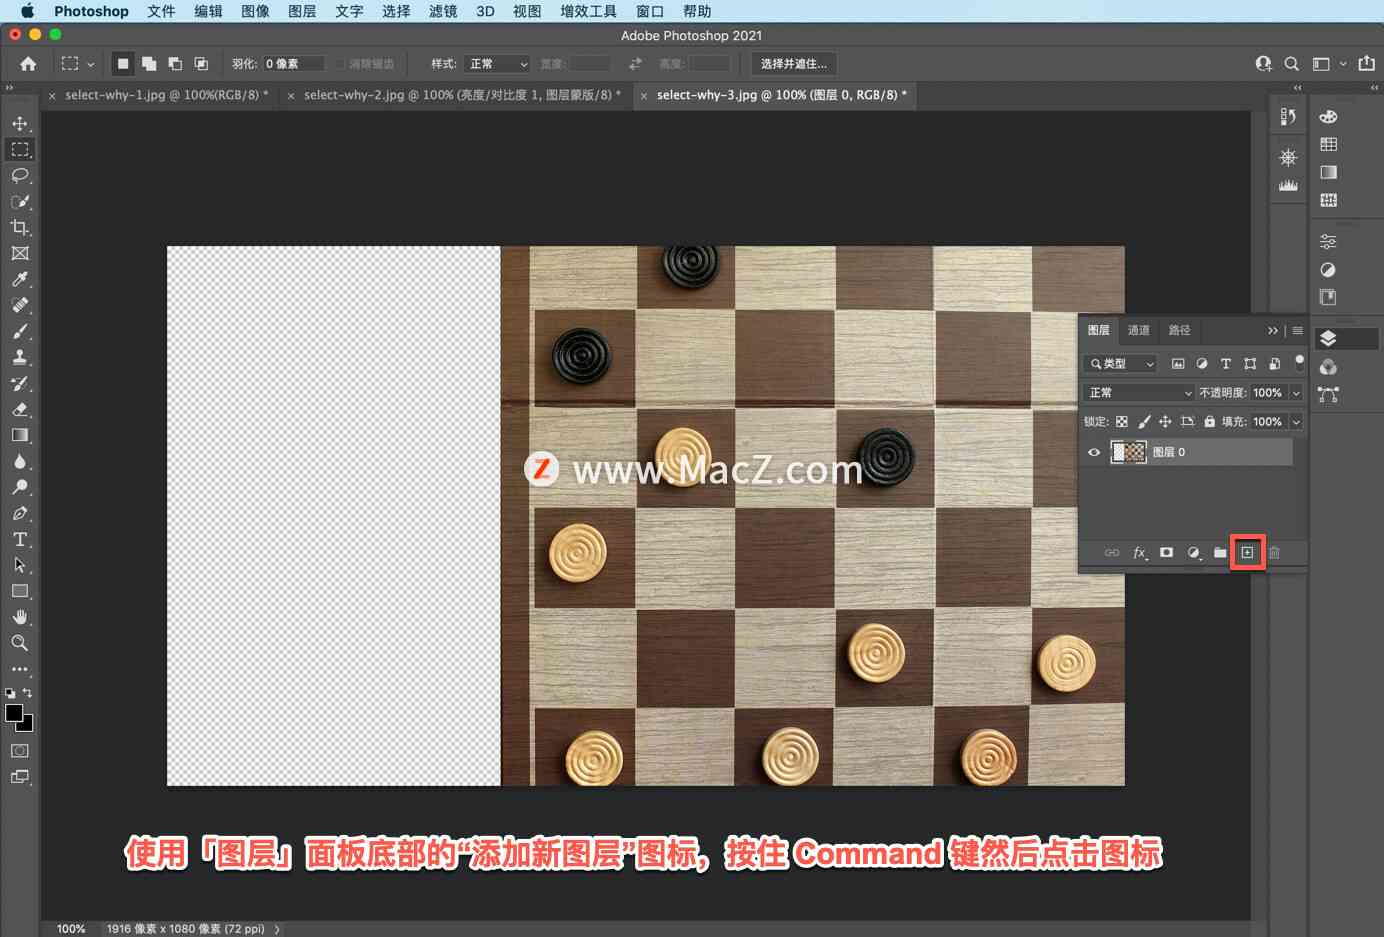 Photoshop 文件 编辑 图像 图层 文字 选择 滤镜 3D 视图 增效工具 窗口 帮助
Adobe Photoshop 2021
羽化: 0 像素 消除锯齿 样式: 正常 宽度: 高度: 选择并遮住...
select-why-1.jpg @ 100%(RGB/8) * select-why-2.jpg @ 100% (亮度/对比度 1, 图层蒙版/8) * select-why-3.jpg @ 100% (图层 0, RGB/8) *
图层 通道 路径
类型
正常 不透明度: 100%
锁定: 填充: 100%
图层 0
fx
Z www.MacZ.com
使用「图层」面板底部的“添加新图层”图标，按住 Command 键然后点击图标
100% 1916 像素 x 1080 像素 (72 ppi)